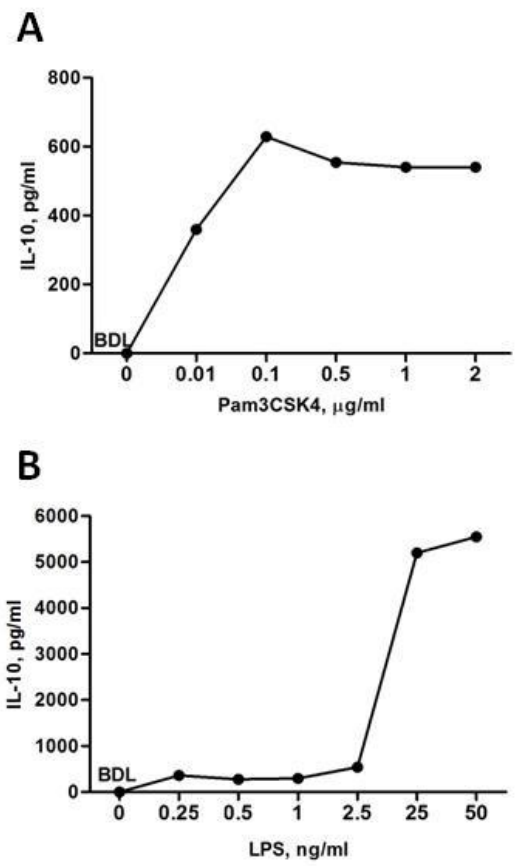 A
800
600
400
200
0
IL-10, pg/ml
BDL
0 0.01 0.1 0.5 1 2
Pam3CSK4, μg/ml
B
6000
5000
4000
3000
2000
1000
0
IL-10, pg/ml
BDL
0 0.25 0.5 1 2.5 25 50
LPS, ng/ml